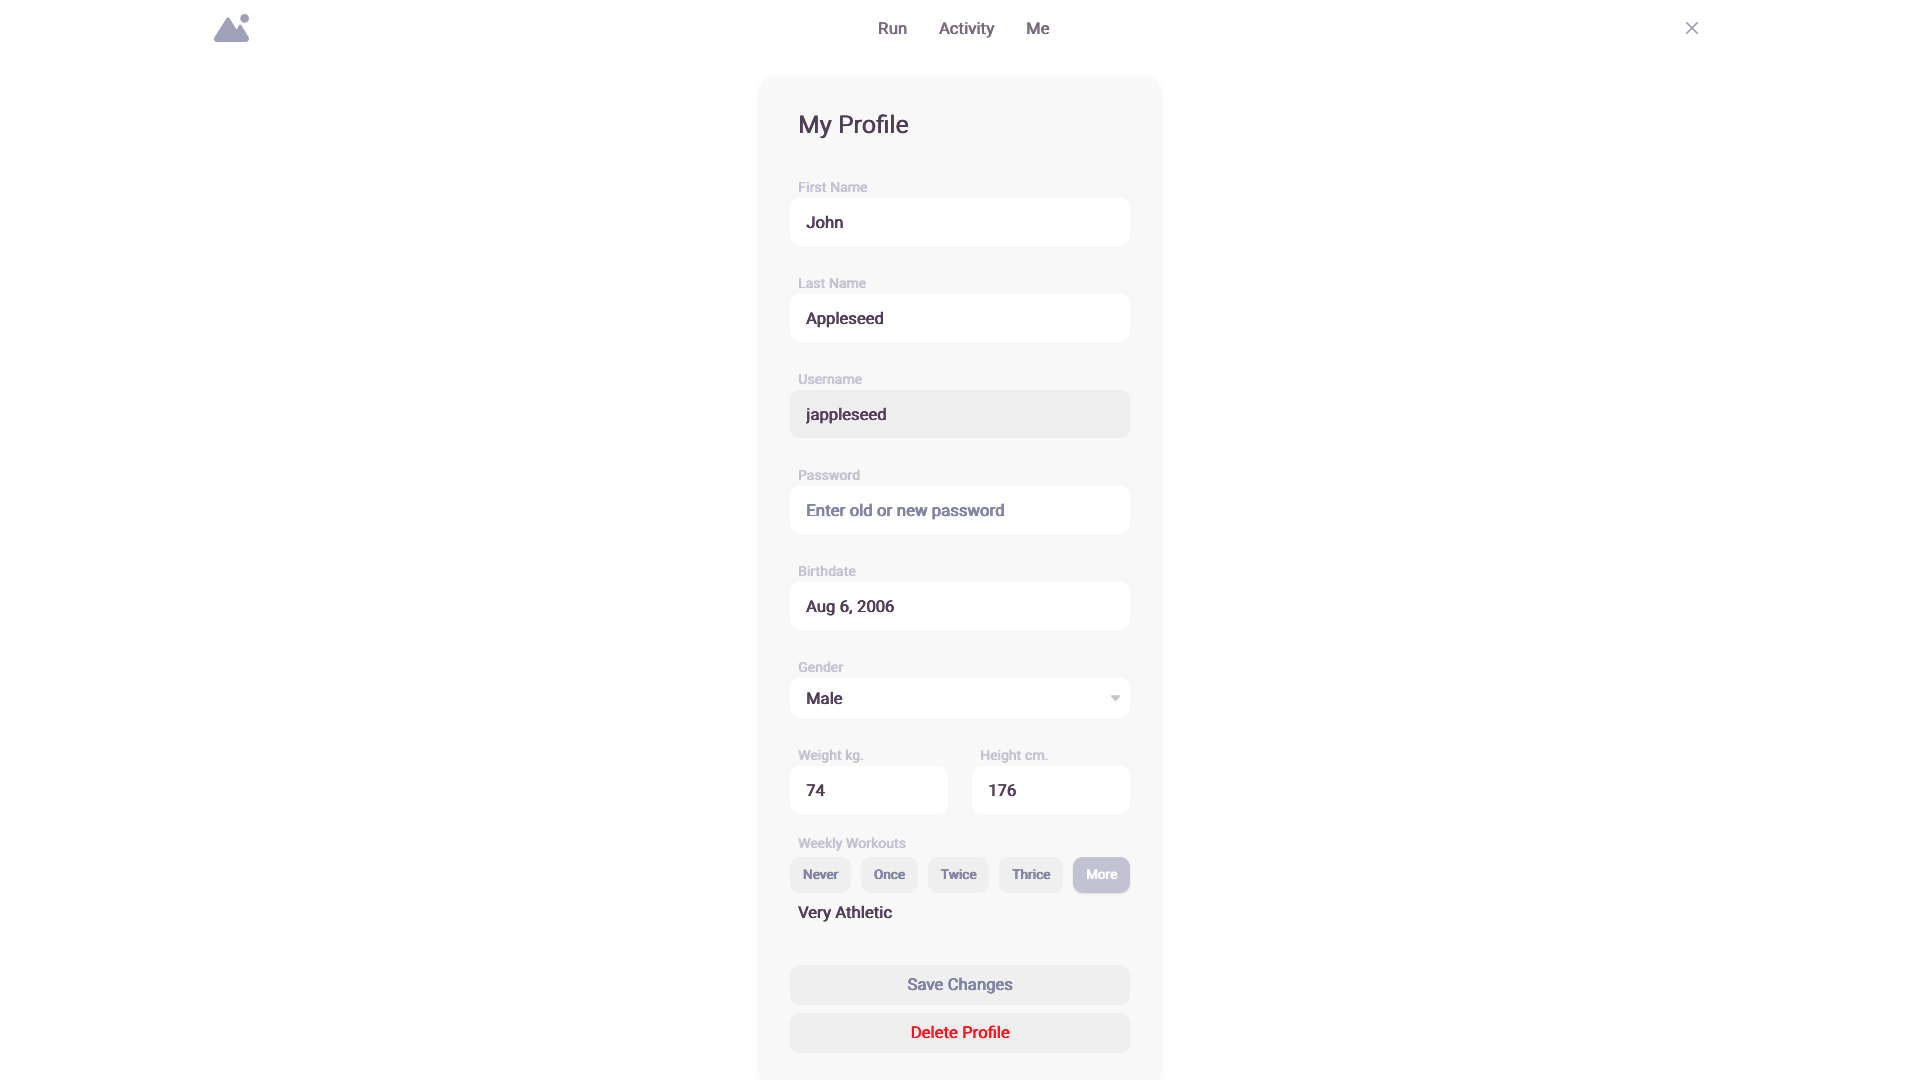 Run Activity Me
My Profile
First Name
John
Last Name
Appleseed
Username
jappleseed
Password
Enter old or new password
Birthdate
Aug 6, 2006
Gender
Male
Weight kg. Height cm.
74 176
Weekly Workouts
Never Once Twice Thrice More
Very Athletic
Save Changes
Delete Profile